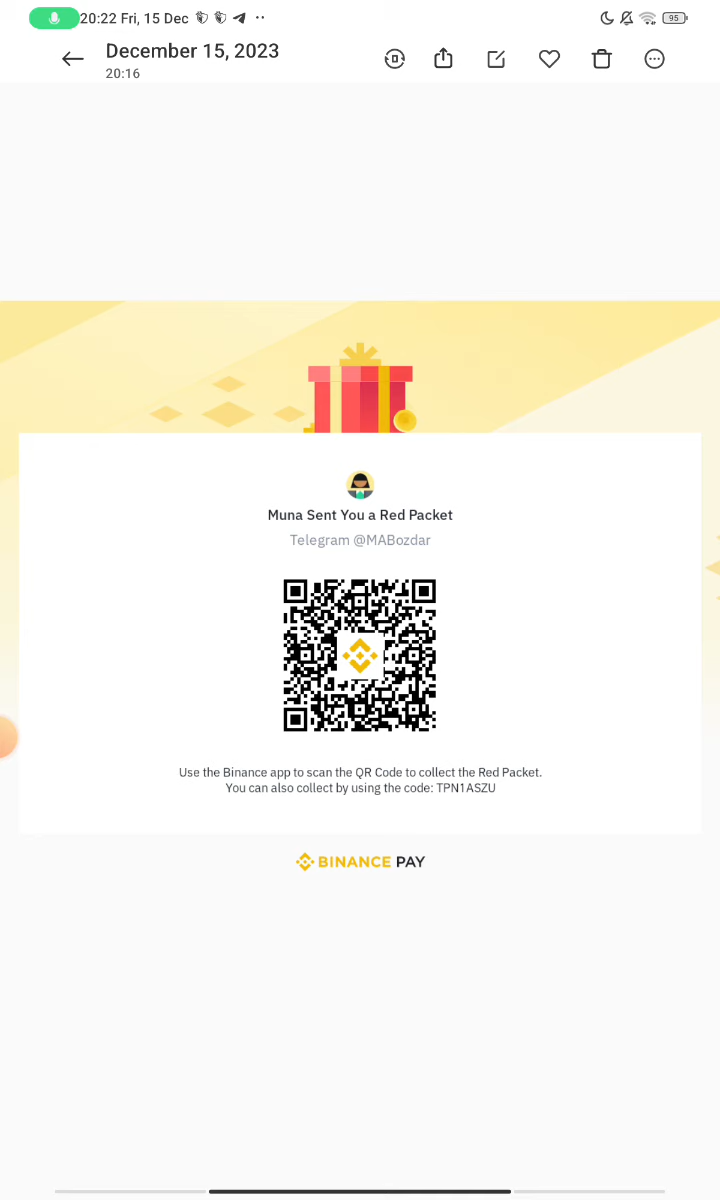 20:22 Fri, 15 Dec
95
December 15, 2023
20:16
Muna Sent You a Red Packet
Telegram @MABozdar
Use the Binance app to scan the QR Code to collect the Red Packet.
You can also collect by using the code: TPN1ASZU
BINANCE PAY